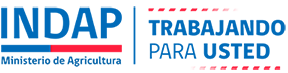 INDAP
Ministerio de Agricultura
TRABAJANDO
PARA USTED